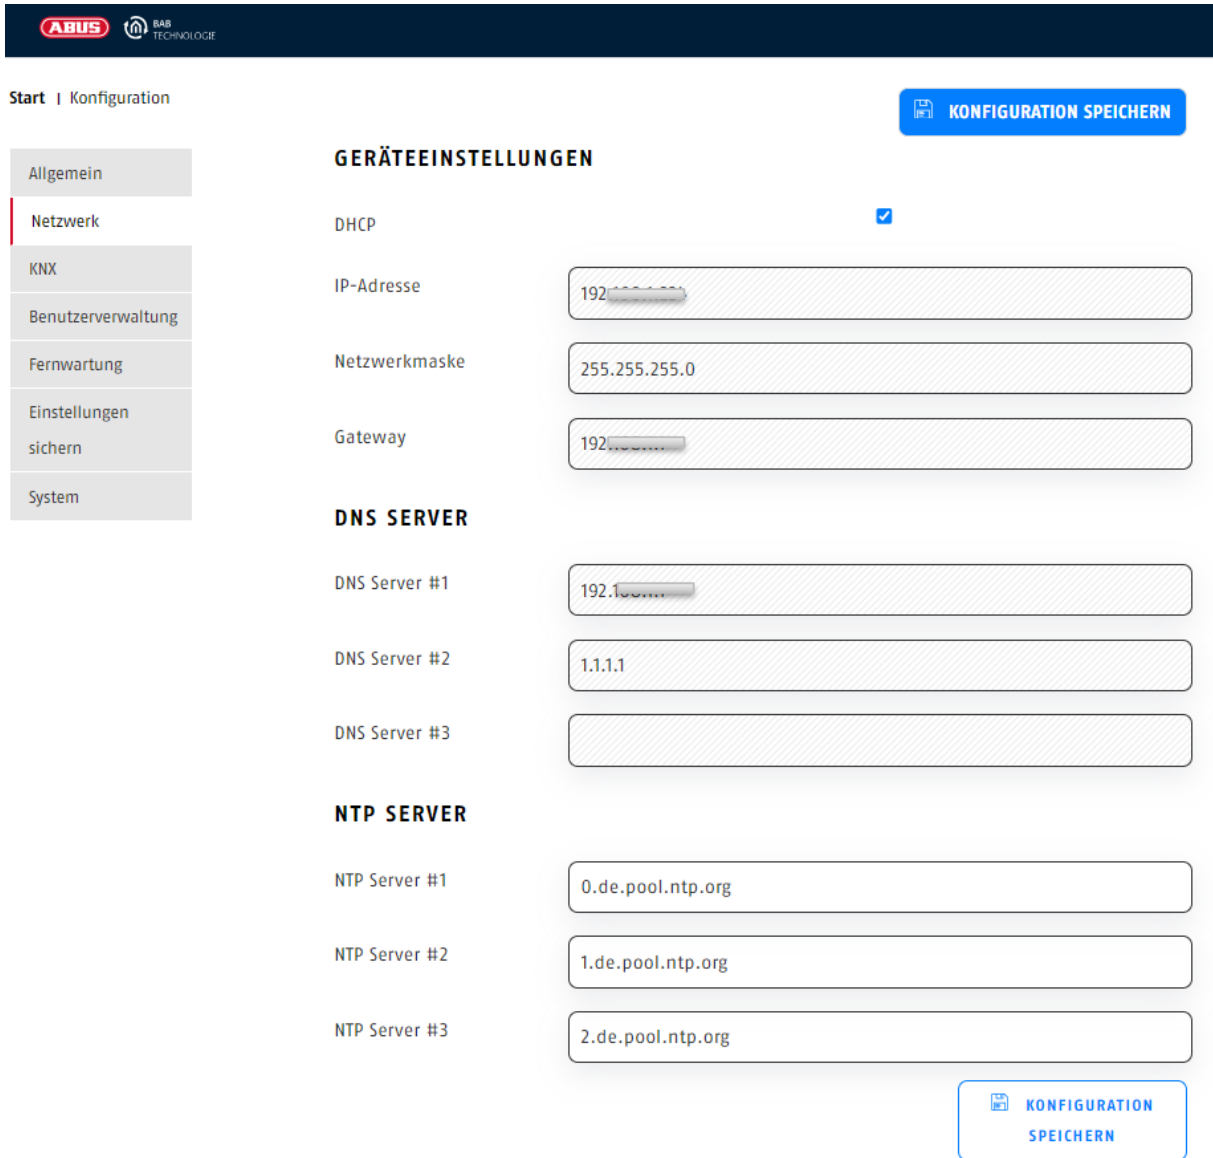 ABUS
BAB
TECHNOLOGIE
Start | Konfiguration
KONFIGURATION SPEICHERN
Allgemein
Netzwerk
KNX
Benutzerverwaltung
Fernwartung
Einstellungen
sichern
System
GERÄTEEINSTELLUNGEN
DHCP
IP-Adresse
192
Netzwerkmaske
255.255.255.0
Gateway
192
DNS SERVER
DNS Server #1
192.1
DNS Server #2
1.1.1.1
DNS Server #3
NTP SERVER
NTP Server #1
0.de.pool.ntp.org
NTP Server #2
1.de.pool.ntp.org
NTP Server #3
2.de.pool.ntp.org
KONFIGURATION
SPEICHERN